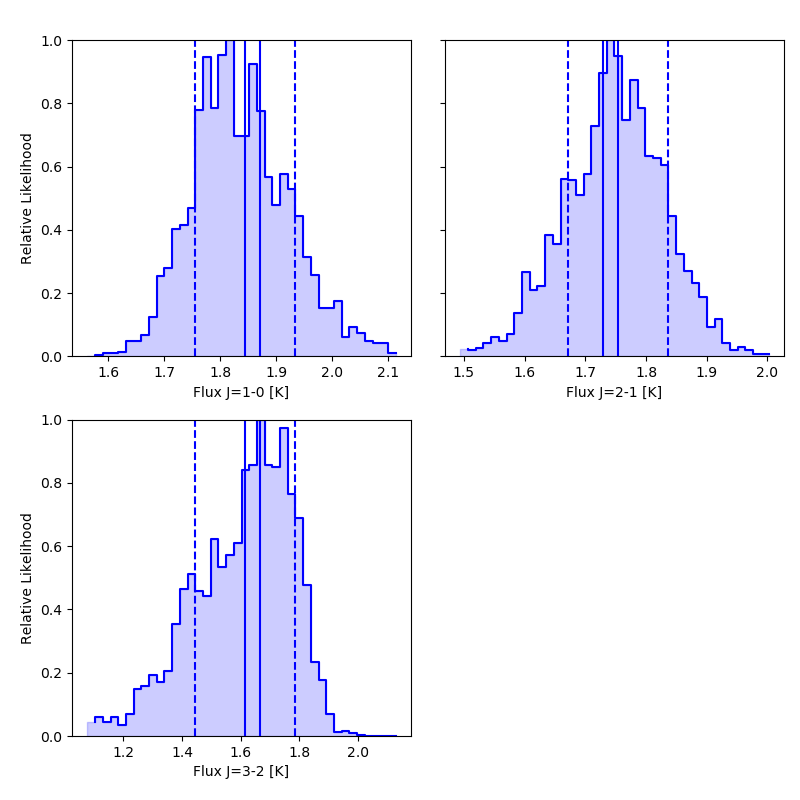 1.0
0.8
0.6
0.4
0.2
0.0
Relative Likelihood
1.6 1.7 1.8 1.9 2.0 2.1
Flux J=1-0 [K]
1.5 1.6 1.7 1.8 1.9 2.0
Flux J=2-1 [K]
1.0
0.8
0.6
0.4
0.2
0.0
Relative Likelihood
1.2 1.4 1.6 1.8 2.0
Flux J=3-2 [K]